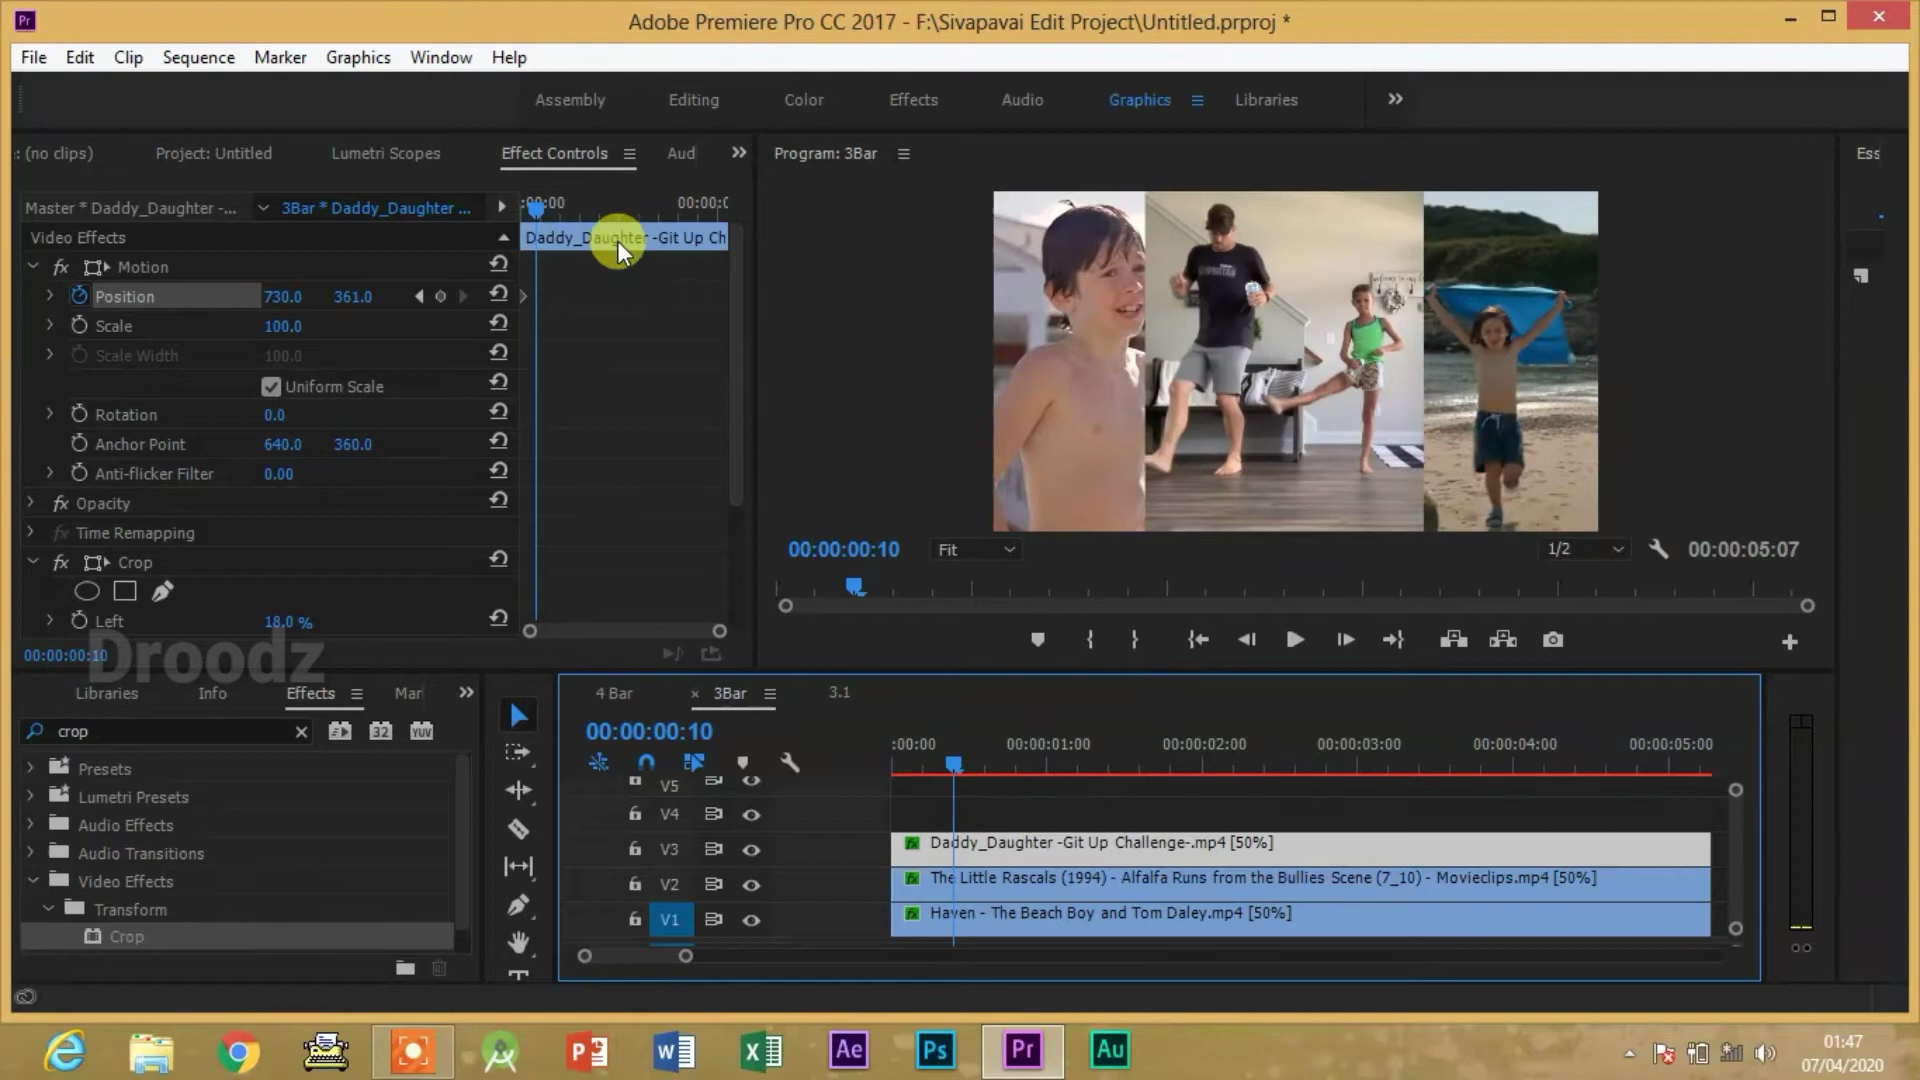 Pr
Adobe Premiere Pro CC 2017 - F:\Sivapavai Edit Project\Untitled.prproj *
File Edit Clip Sequence Marker Graphics Window Help
Assembly Editing Color Effects Audio Graphics Libraries
: (no clips) Project: Untitled Lumetri Scopes Effect Controls Aud
Program: 3Bar
Ess
Master * Daddy_Daughter -... 3Bar * Daddy_Daughter ... :00:00 00:00:0
Video Effects
Daddy_Daughter -Git Up Ch
fx Motion
Position 730.0 361.0
Scale 100.0
Scale Width 100.0
Uniform Scale
Rotation 0.0
Anchor Point 640.0 360.0
Anti-flicker Filter 0.00
fx Opacity
fx Time Remapping
fx Crop
Left 18.0 %
00:00:00:10
Droodz
00:00:00:10 Fit 1/2 00:00:05:07
Libraries Info Effects Mar
crop
32 YUV
Presets
Lumetri Presets
Audio Effects
Audio Transitions
Video Effects
Transform
Crop
4 Bar × 3Bar 3.1
00:00:00:10
:00:00 00:00:01:00 00:00:02:00 00:00:03:00 00:00:04:00 00:00:05:00
V5
V4
V3 fx Daddy_Daughter -Git Up Challenge-.mp4 [50%]
V2 fx The Little Rascals (1994) - Alfalfa Runs from the Bullies Scene (7_10) - Movieclips.mp4 [50%]
V1 fx Haven - The Beach Boy and Tom Daley.mp4 [50%]
Ae Ps Pr Au
01:47
07/04/2020